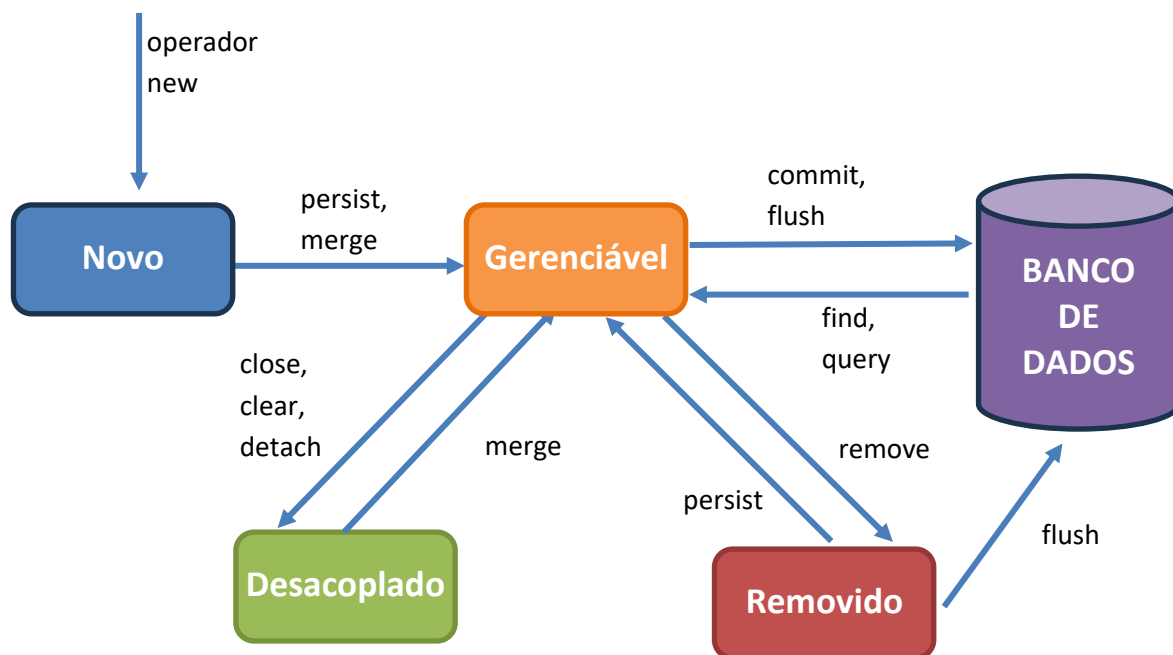 operador
new
Novo
persist,
merge
Gerenciável
commit,
flush
find,
query
BANCO
DE
DADOS
close,
clear,
detach
merge
remove
persist
flush
Desacoplado
Removido